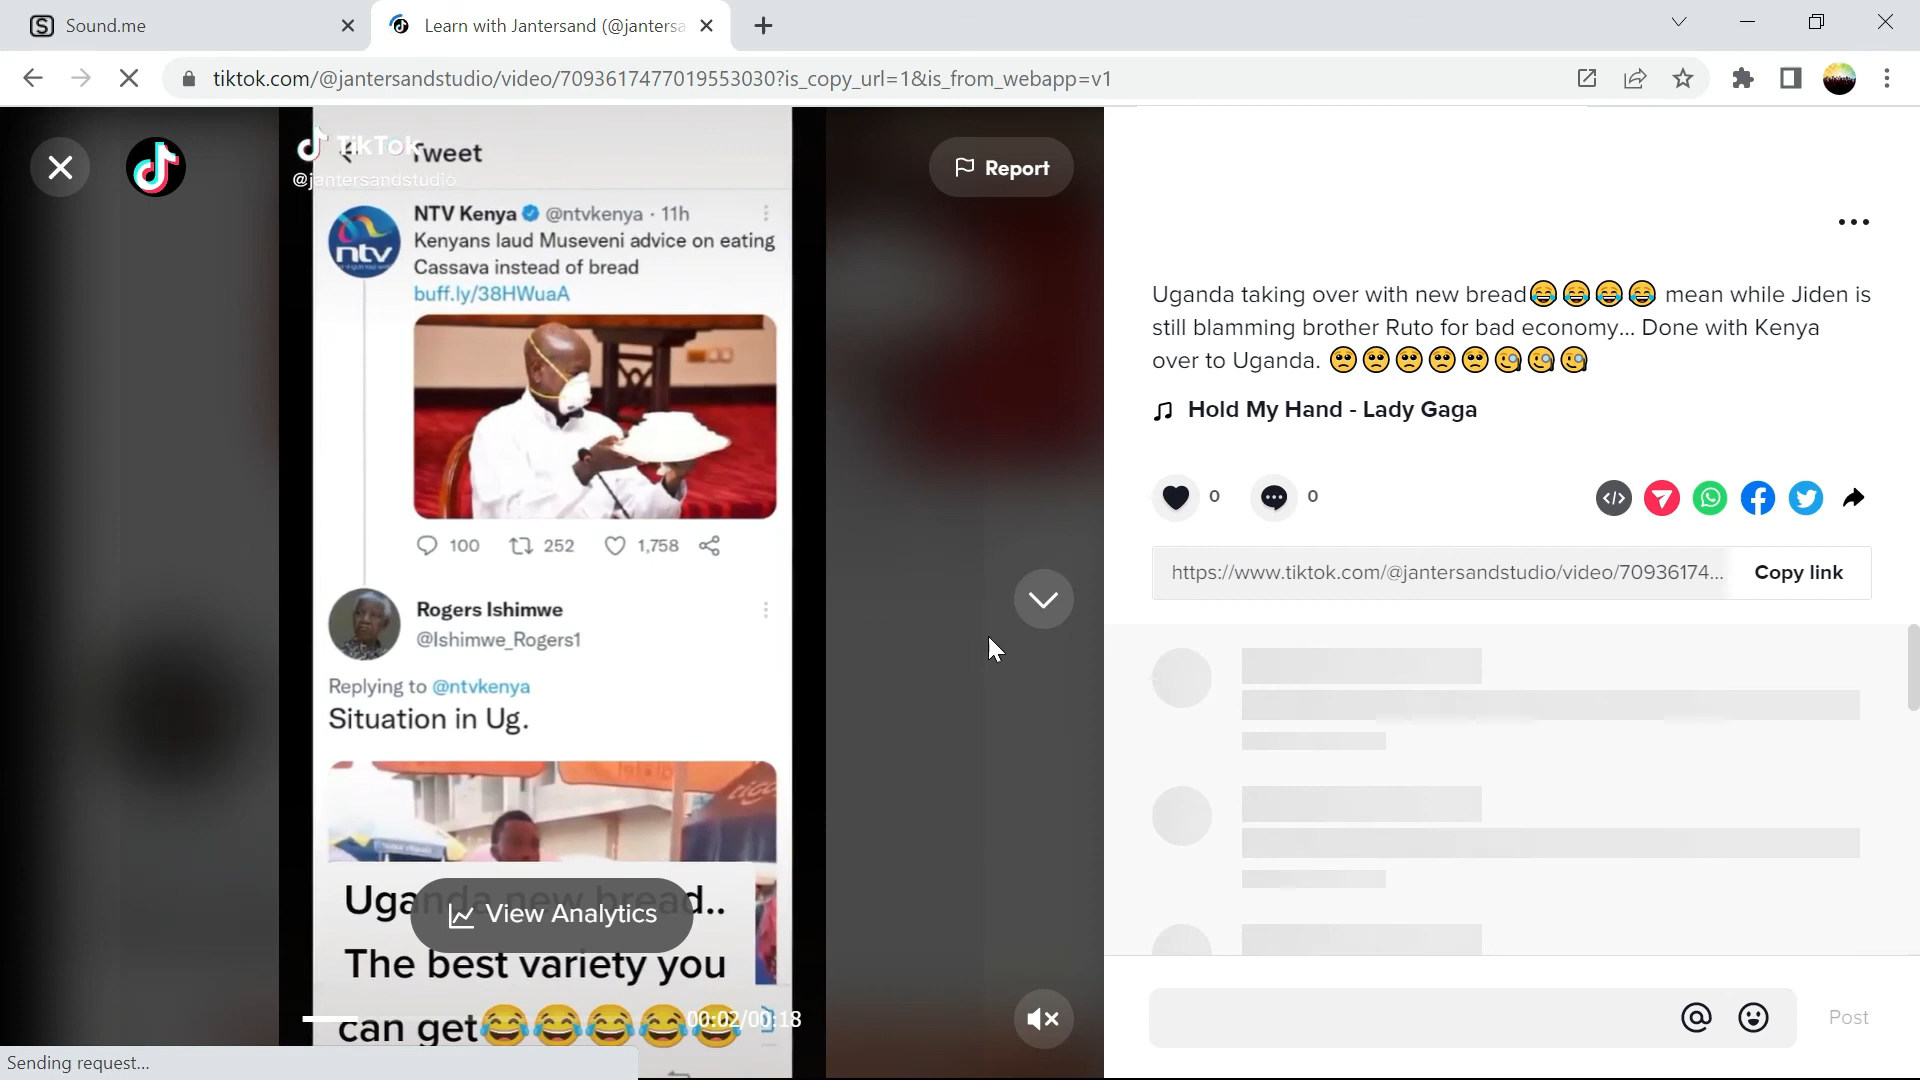 Sound.me
Learn with Jantersand (@jantersa
tiktok.com/@jantersandstudio/video/7093617477019553030?is_copy_url=1&is_from_webapp=v1
TikTok
@jantersandstudio
Tweet
Report
NTV Kenya @ntvkenya · 11h
Kenyans laud Museveni advice on eating
Cassava instead of bread
buff.ly/38HWuaA
ntv
100 252 1,758
Rogers Ishimwe
@Ishimwe_Rogers1
Replying to @ntvkenya
Situation in Ug.
Uganda new bread..
View Analytics
The best variety you
can get😂😂😂😂😂
00:02/00:18
Sending request...
Uganda taking over with new bread😂😂😂😂 mean while Jiden is
still blamming brother Ruto for bad economy... Done with Kenya
over to Uganda. 🥺🥺🥺🥺🥺🧐🧐🧐
Hold My Hand - Lady Gaga
0 0
https://www.tiktok.com/@jantersandstudio/video/70936174... Copy link
Post